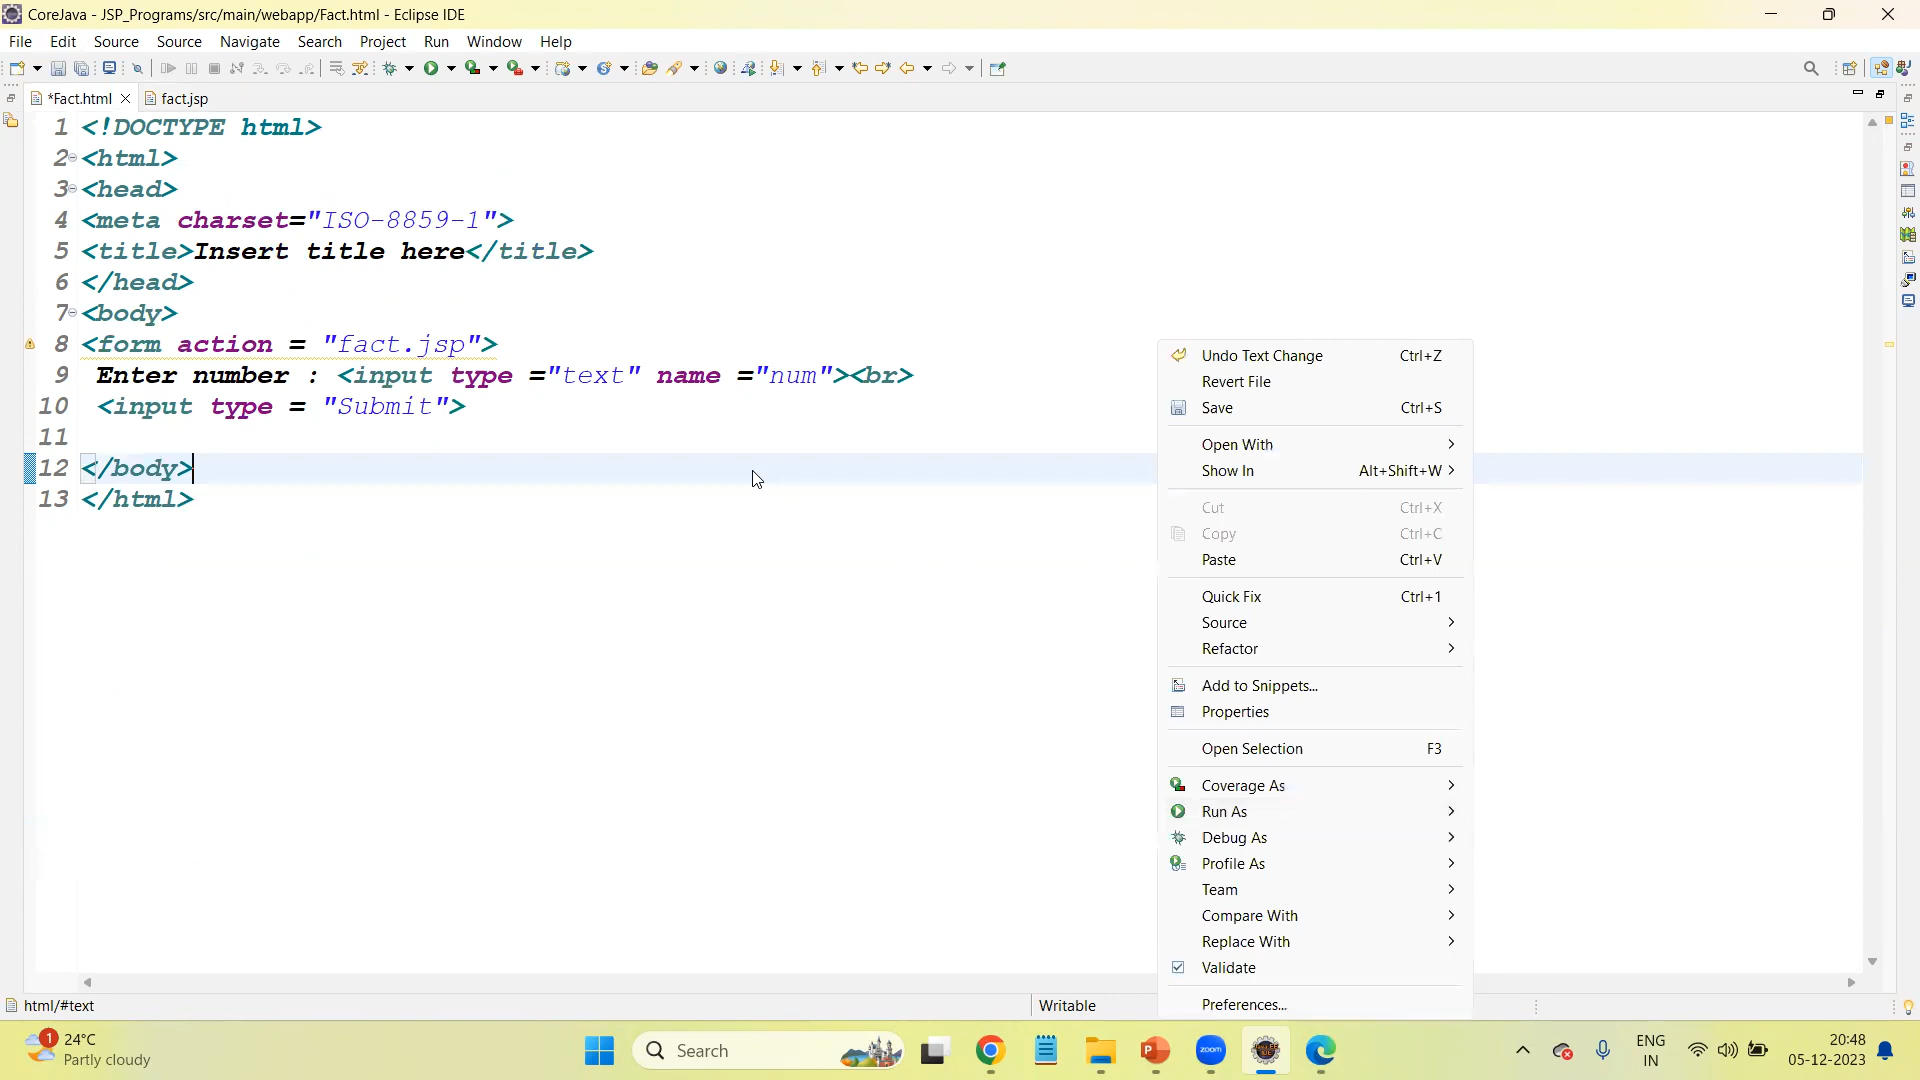 CoreJava - JSP_Programs/src/main/webapp/Fact.html - Eclipse IDE
File Edit Source Source Navigate Search Project Run Window Help
*Fact.html fact.jsp
1 <!DOCTYPE html>
2 <html>
3 <head>
4 <meta charset="ISO-8859-1">
5 <title>Insert title here</title>
6 </head>
7 <body>
8 <form action = "fact.jsp">
9 Enter number : <input type ="text" name ="num"><br>
10 <input type = "Submit">
11
12 </body>
13 </html>
Undo Text Change Ctrl+Z
Revert File
Save Ctrl+S
Open With
Show In Alt+Shift+W
Cut Ctrl+X
Copy Ctrl+C
Paste Ctrl+V
Quick Fix Ctrl+1
Source
Refactor
Add to Snippets...
Properties
Open Selection F3
Coverage As
Run As
Debug As
Profile As
Team
Compare With
Replace With
Validate
Preferences...
html/#text Writable
1 24°C
Partly cloudy
Search
zoom
ENG
IN
20:48
05-12-2023